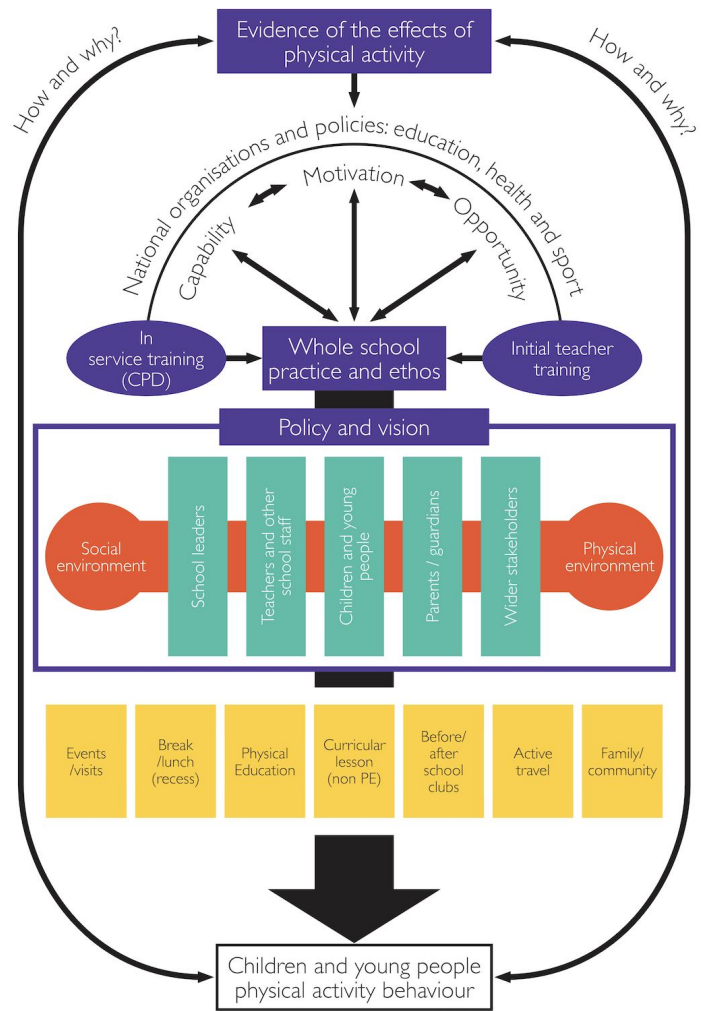 Evidence of the effects of
physical activity
How and why?
How and why?
National organisations and policies: education, health and sport
Motivation
Capability
Opportunity
In
service training
(CPD)
Whole school
practice and ethos
Initial teacher
training
Policy and vision
Social
environment
School leaders
Teachers and other
school staff
Children and young
people
Parents / guardians
Wider stakeholders
Physical
environment
Events
/visits
Break
/lunch
(recess)
Physical
Education
Curricular
lesson
(non PE)
Before/
after
school
clubs
Active
travel
Family/
community
Children and young people
physical activity behaviour